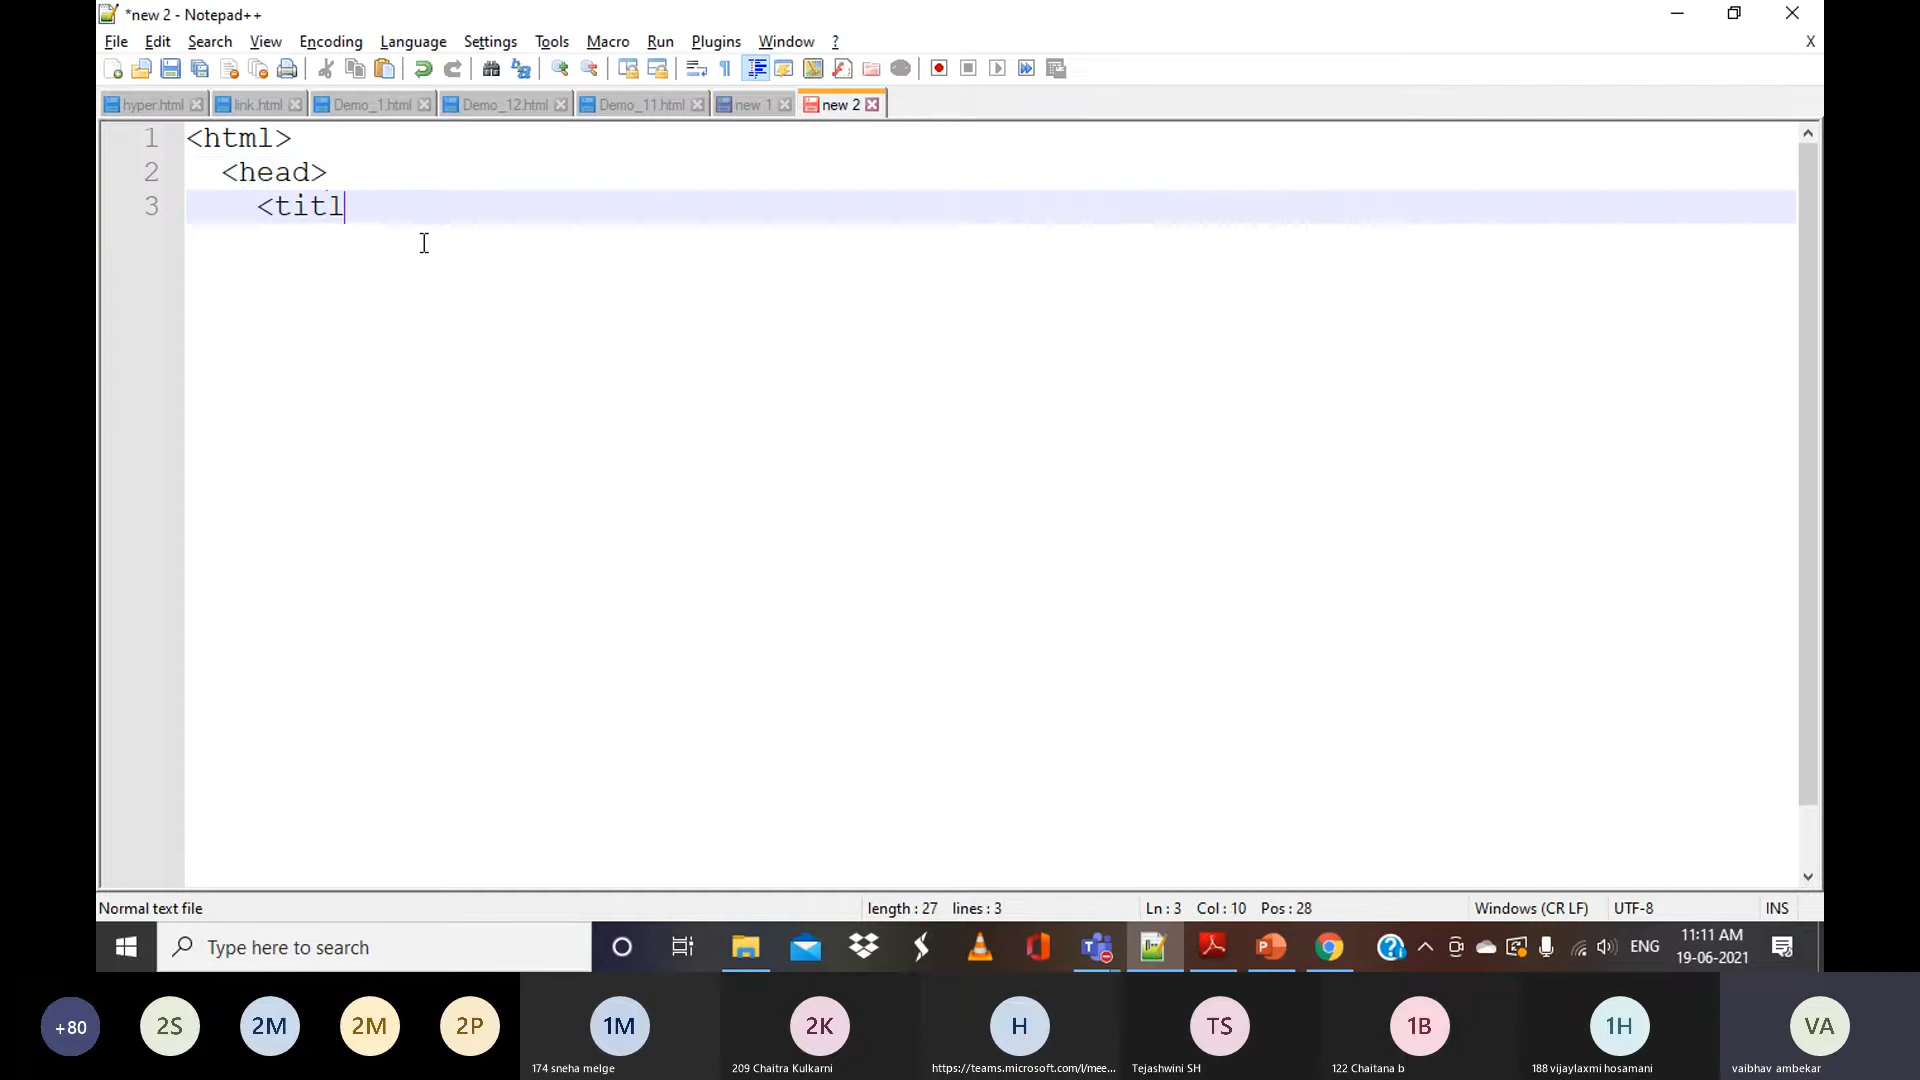 *new 2 - Notepad++
File Edit Search View Encoding Language Settings Tools Macro Run Plugins Window ? X
hyper.html link.html Demo_1.html Demo_12.html Demo_11.html new 1 new 2
1 <html>
2 <head>
3 <titl
Normal text file length : 27 lines : 3 Ln : 3 Col : 10 Pos : 28 Windows (CR LF) UTF-8 INS
Type here to search ENG 11:11 AM
19-06-2021
+80 2S 2M 2M 2P 1M 2K H TS 1B 1H VA
174 sneha melge 209 Chaitra Kulkarni https://teams.microsoft.com/l/mee... Tejashwini SH 122 Chaitana b 188 vijaylaxmi hosamani vaibhav ambekar